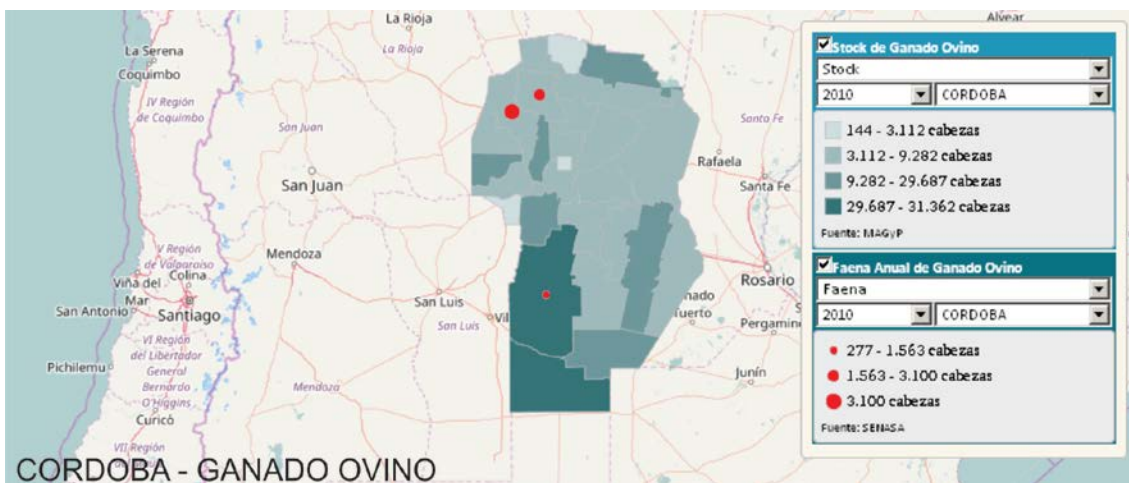 La Rioja
Alvear
La Serena
Coquimbo
La Rioja
IV Región
de Coquimbo
San Juan
San Juan
Santa Fe
Rafaela
Santa Fe
V Región
de Valparaíso
Viña del
Mar
Colina
San Antonio
Santiago
Mendoza
San Luis
San Luis
Rosario
Pergamin
Junín
VI Región
del Libertador
General
Bernardo
O'Higgins
Pichilemu
Curicó
Mendoza
VII Región
CORDOBA - GANADO OVINO
Stock de Ganado Ovino
Stock
2010 CORDOBA
144 - 3.112 cabezas
3.112 - 9.282 cabezas
9.282 - 29.687 cabezas
29.687 - 31.362 cabezas
Fuente: MAGyP
Faena Anual de Ganado Ovino
Faena
2010 CORDOBA
277 - 1.563 cabezas
1.563 - 3.100 cabezas
3.100 cabezas
Fuente: SENASA